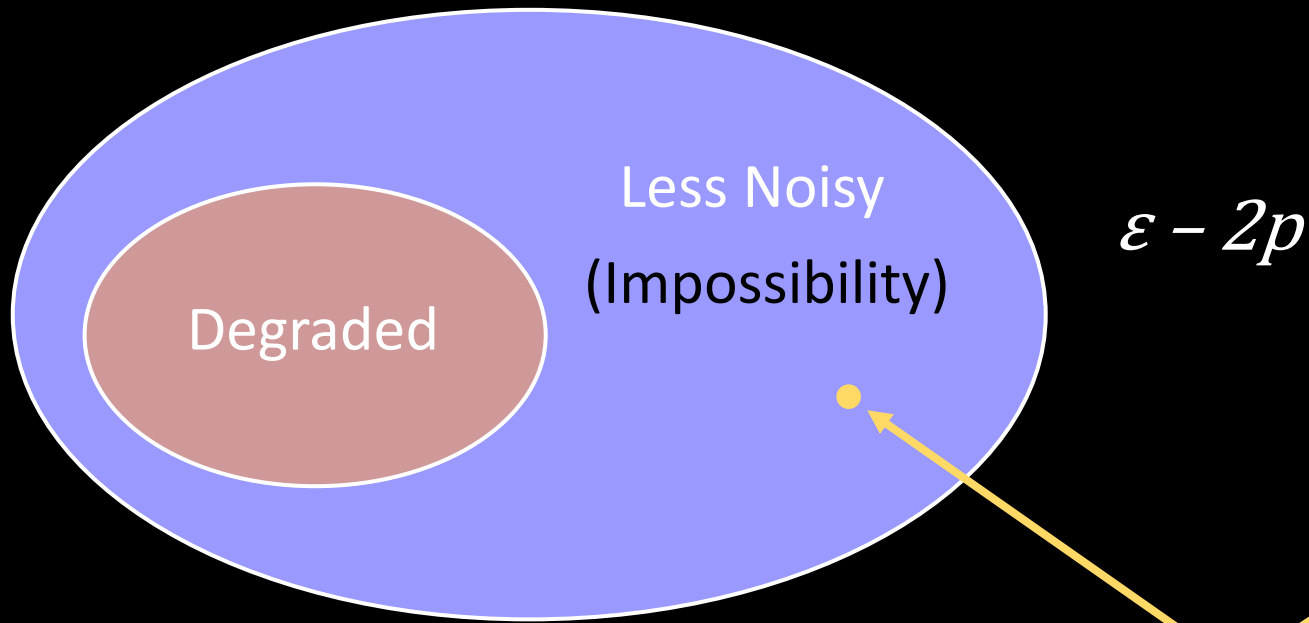 Less Noisy
(Impossibility)
Degraded
ε – 2p